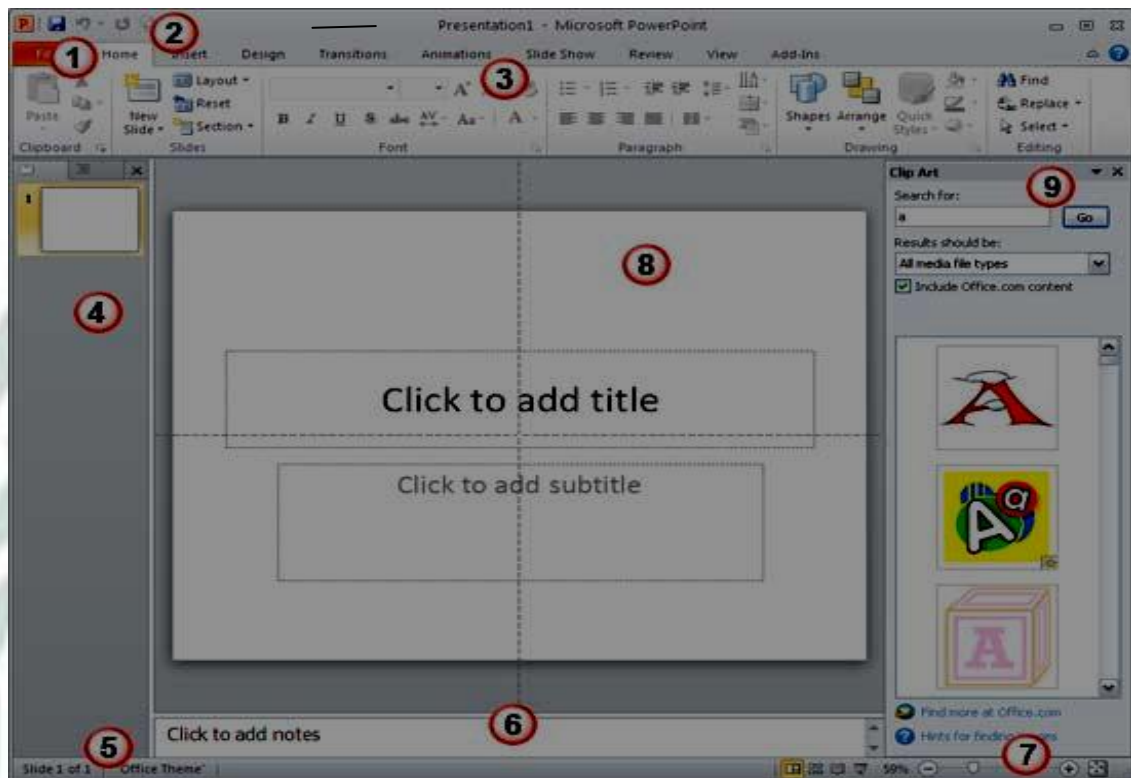 Presentation1 - Microsoft PowerPoint
2
1
Home Insert Design Transitions Animations Slide Show Review View Add-Ins
3
Paste
New Slide
Layout
Reset
Section
B I U S abc AV Aa A
Shapes Arrange Quick Styles
Find
Replace
Select
Clipboard Slides Font Paragraph Drawing Editing
1
4
8
Click to add title
Click to add subtitle
6
Click to add notes
Clip Art
9
Search for:
a Go
Results should be:
All media file types
Include Office.com content
A
A a
A
Find more at Office.com
Hints for finding
7
5
Slide 1 of 1 "Office Theme" 59%